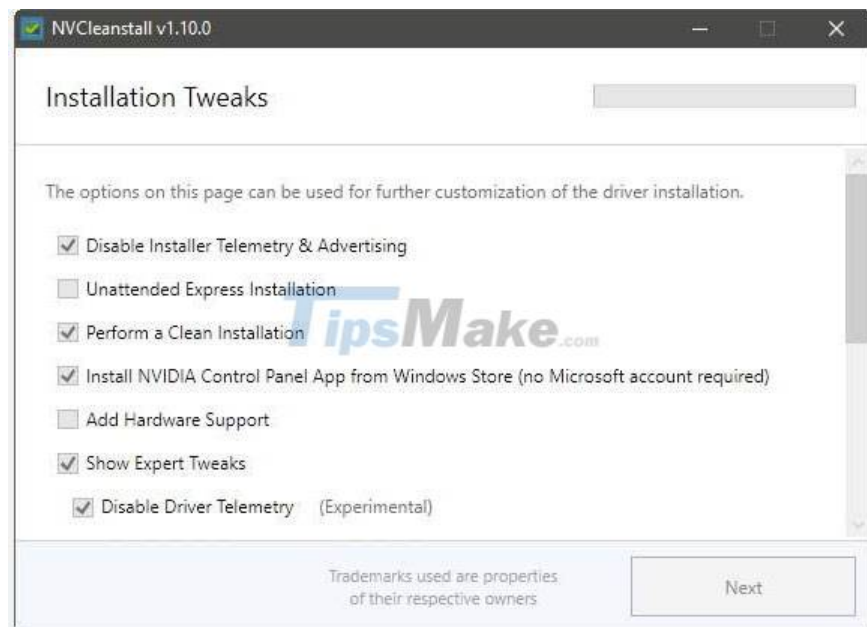 NVCleanstall v1.10.0
Installation Tweaks
The options on this page can be used for further customization of the driver installation.
Disable Installer Telemetry & Advertising
Unattended Express Installation
TipsMake.com
Perform a Clean Installation
Install NVIDIA Control Panel App from Windows Store (no Microsoft account required)
Add Hardware Support
Show Expert Tweaks
Disable Driver Telemetry (Experimental)
Trademarks used are properties
of their respective owners
Next